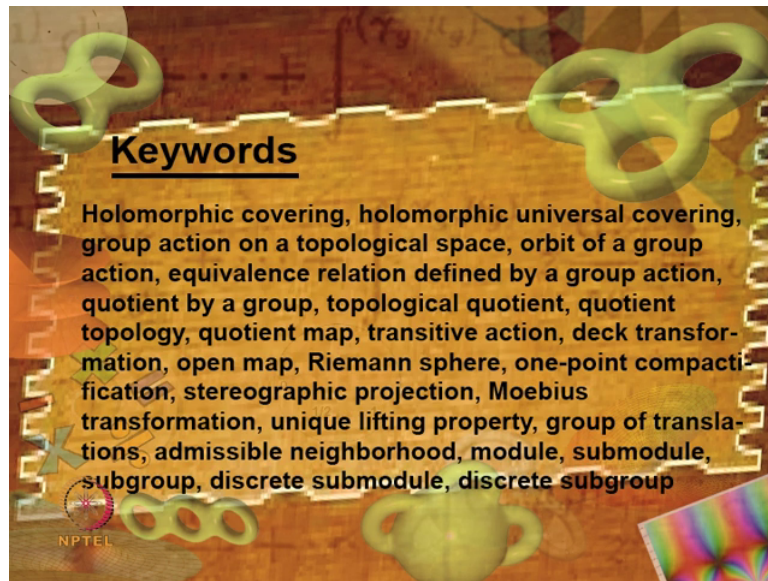 Keywords
Holomorphic covering, holomorphic universal covering,
group action on a topological space, orbit of a group
action, equivalence relation defined by a group action,
quotient by a group, topological quotient, quotient
topology, quotient map, transitive action, deck transfor-
mation, open map, Riemann sphere, one-point compacti-
fication, stereographic projection, Moebius
transformation, unique lifting property, group of transla-
tions, admissible neighborhood, module, submodule,
subgroup, discrete submodule, discrete subgroup
NPTEL